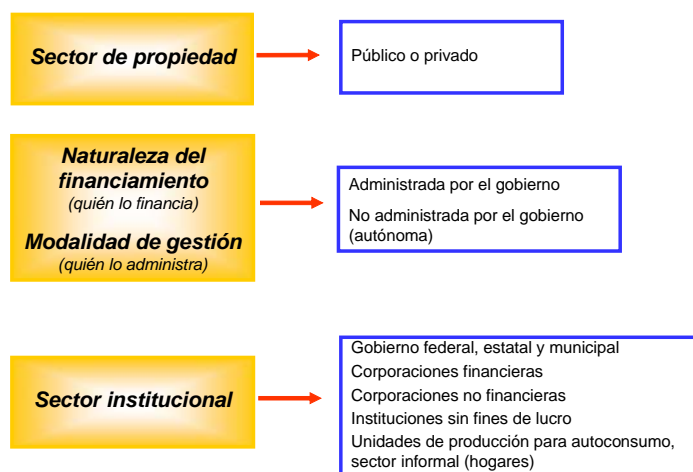 Sector de propiedad
Público o privado
Naturaleza del
financiamiento
(quién lo financia)
Modalidad de gestión
(quién lo administra)
Administrada por el gobierno
No administrada por el gobierno
(autónoma)
Sector institucional
Gobierno federal, estatal y municipal
Corporaciones financieras
Corporaciones no financieras
Instituciones sin fines de lucro
Unidades de producción para autoconsumo,
sector informal (hogares)